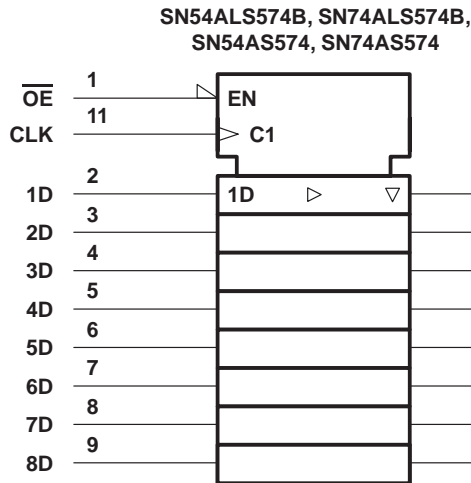 SN54ALS574B, SN74ALS574B,
SN54AS574, SN74AS574
OE 1 EN
CLK 11 C1
1D 2 1D
2D 3
3D 4
4D 5
5D 6
6D 7
7D 8
8D 9